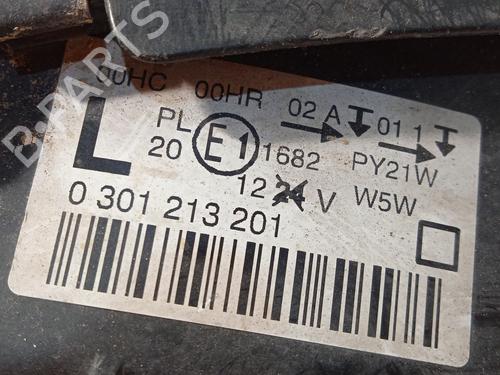 00HC 00HR 02 A 01 1
L PL 20 E1 1682 PY21W
12 24 V W5W
0 301 213 201
B-PARTS